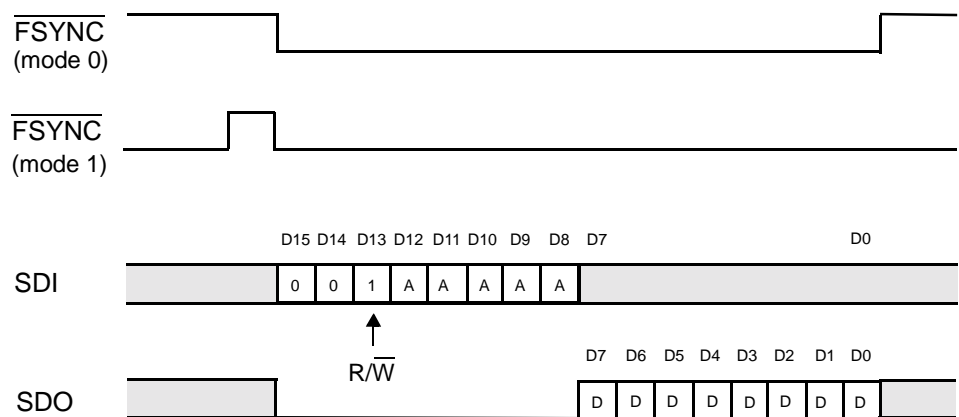 FSYNC
(mode 0)
FSYNC
(mode 1)
D15 D14 D13 D12 D11 D10 D9 D8 D7 D0
SDI 0 0 1 A A A A A
R/W
D7 D6 D5 D4 D3 D2 D1 D0
SDO D D D D D D D D